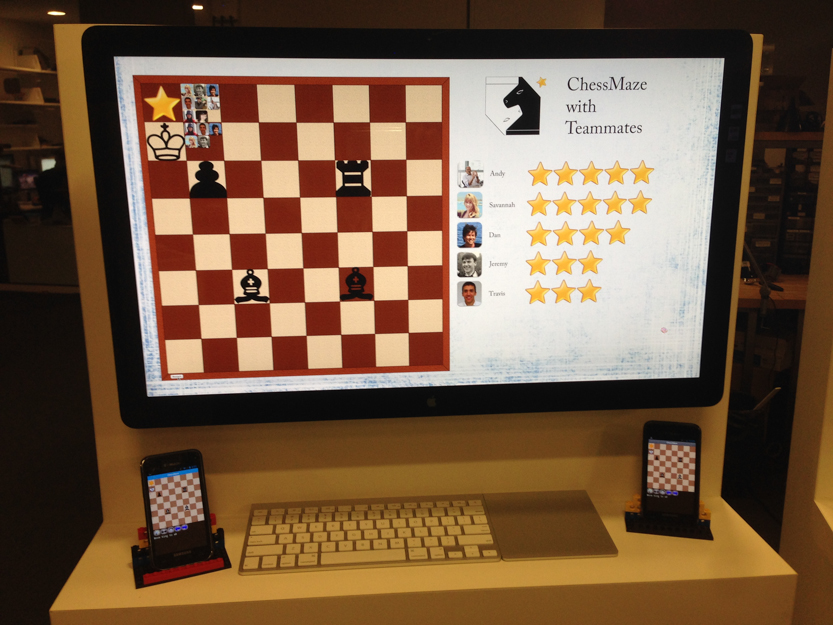 ChessMaze
with
Teammates
Andy
Savannah
Dan
Jeremy
Travis